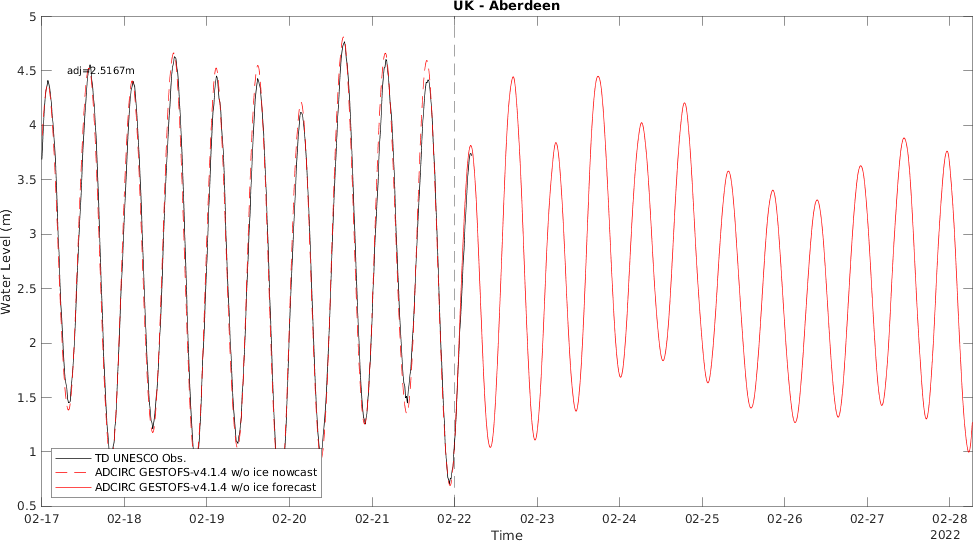 UK - Aberdeen
5
4.5
4
3.5
3
2.5
2
1.5
1
0.5
Water Level (m)
adj=2.5167m
TD UNESCO Obs.
ADCIRC GESTOFS-v4.1.4 w/o ice nowcast
ADCIRC GESTOFS-v4.1.4 w/o ice forecast
02-17 02-18 02-19 02-20 02-21 02-22 02-23 02-24 02-25 02-26 02-27 02-28
Time
2022